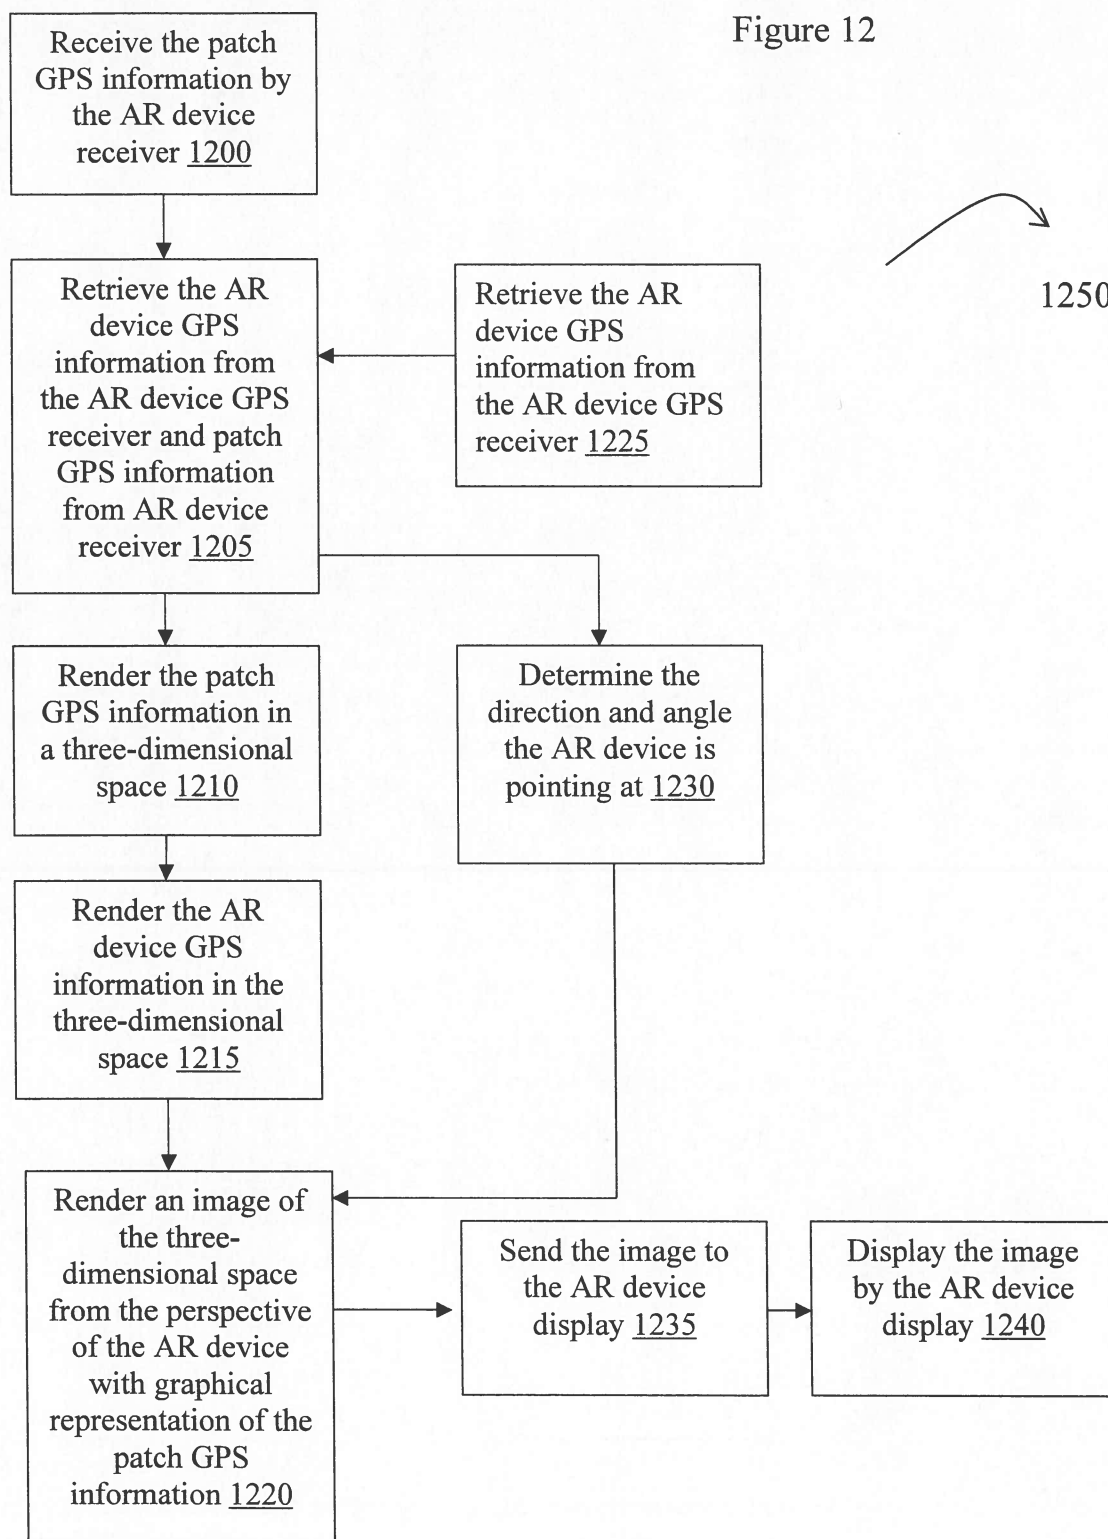 Figure 12
Receive the patch
GPS information by
the AR device
receiver 1200
Retrieve the AR
device GPS
information from
the AR device GPS
receiver and patch
GPS information
from AR device
receiver 1205
Retrieve the AR
device GPS
information from
the AR device GPS
receiver 1225
1250
Render the patch
GPS information in
a three-dimensional
space 1210
Determine the
direction and angle
the AR device is
pointing at 1230
Render the AR
device GPS
information in the
three-dimensional
space 1215
Render an image of
the three-
dimensional space
from the perspective
of the AR device
with graphical
representation of the
patch GPS
information 1220
Send the image to
the AR device
display 1235
Display the image
by the AR device
display 1240